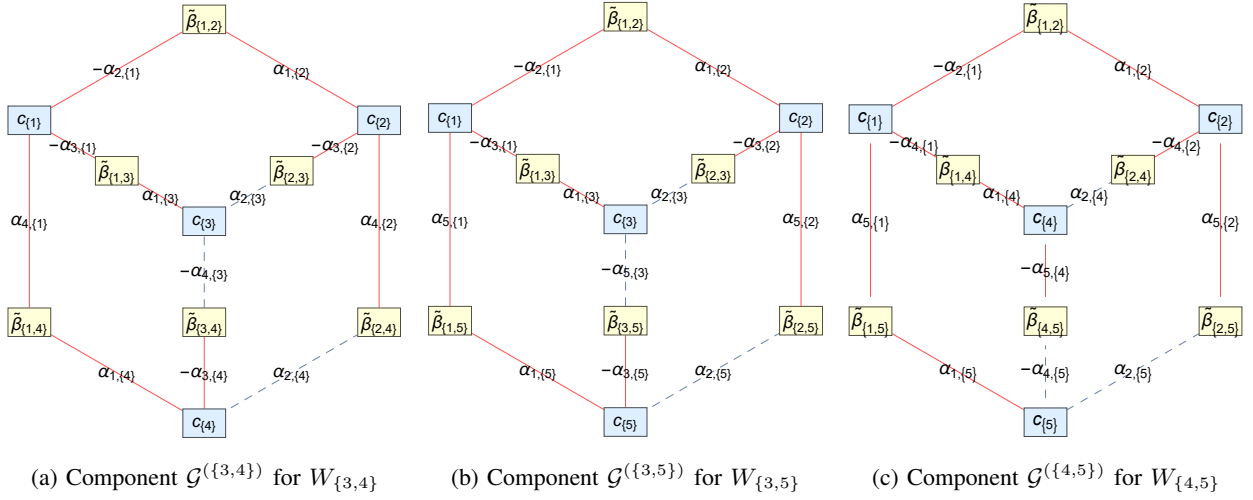 β̃{1,2} β̃{1,2} β̃{1,2}
−α2,{1} α1,{2} −α2,{1} α1,{2} −α2,{1} α1,{2}
c{1} c{2} c{1} c{2} c{1} c{2}
−α3,{1} −α3,{2} −α3,{1} −α3,{2} −α4,{1} −α4,{2}
β̃{1,3} β̃{2,3} β̃{1,3} β̃{2,3} β̃{1,4} β̃{2,4}
α1,{3} α2,{3} α1,{3} α2,{3} α1,{4} α2,{4}
α4,{1} c{3} α4,{2} α5,{1} c{3} α5,{2} α5,{1} c{4} α5,{2}
−α4,{3} −α5,{3} −α5,{4}
β̃{1,4} β̃{3,4} β̃{2,4} β̃{1,5} β̃{3,5} β̃{2,5} β̃{1,5} β̃{4,5} β̃{2,5}
α1,{4} −α3,{4} α2,{4} α1,{5} −α3,{5} α2,{5} α1,{5} −α4,{5} α2,{5}
c{4} c{5} c{5}
(a) Component 𝒢^({3,4}) for W{3,4} (b) Component 𝒢^({3,5}) for W{3,5} (c) Component 𝒢^({4,5}) for W{4,5}